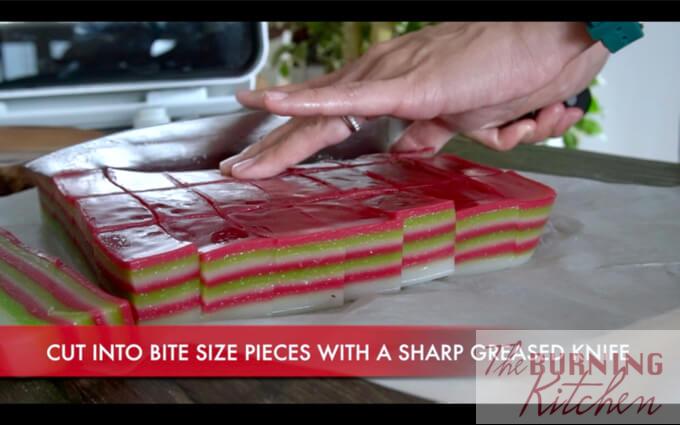 CUT INTO BITE SIZE PIECES WITH A SHARP GREASED KNIFE
The BURNING
Kitchen